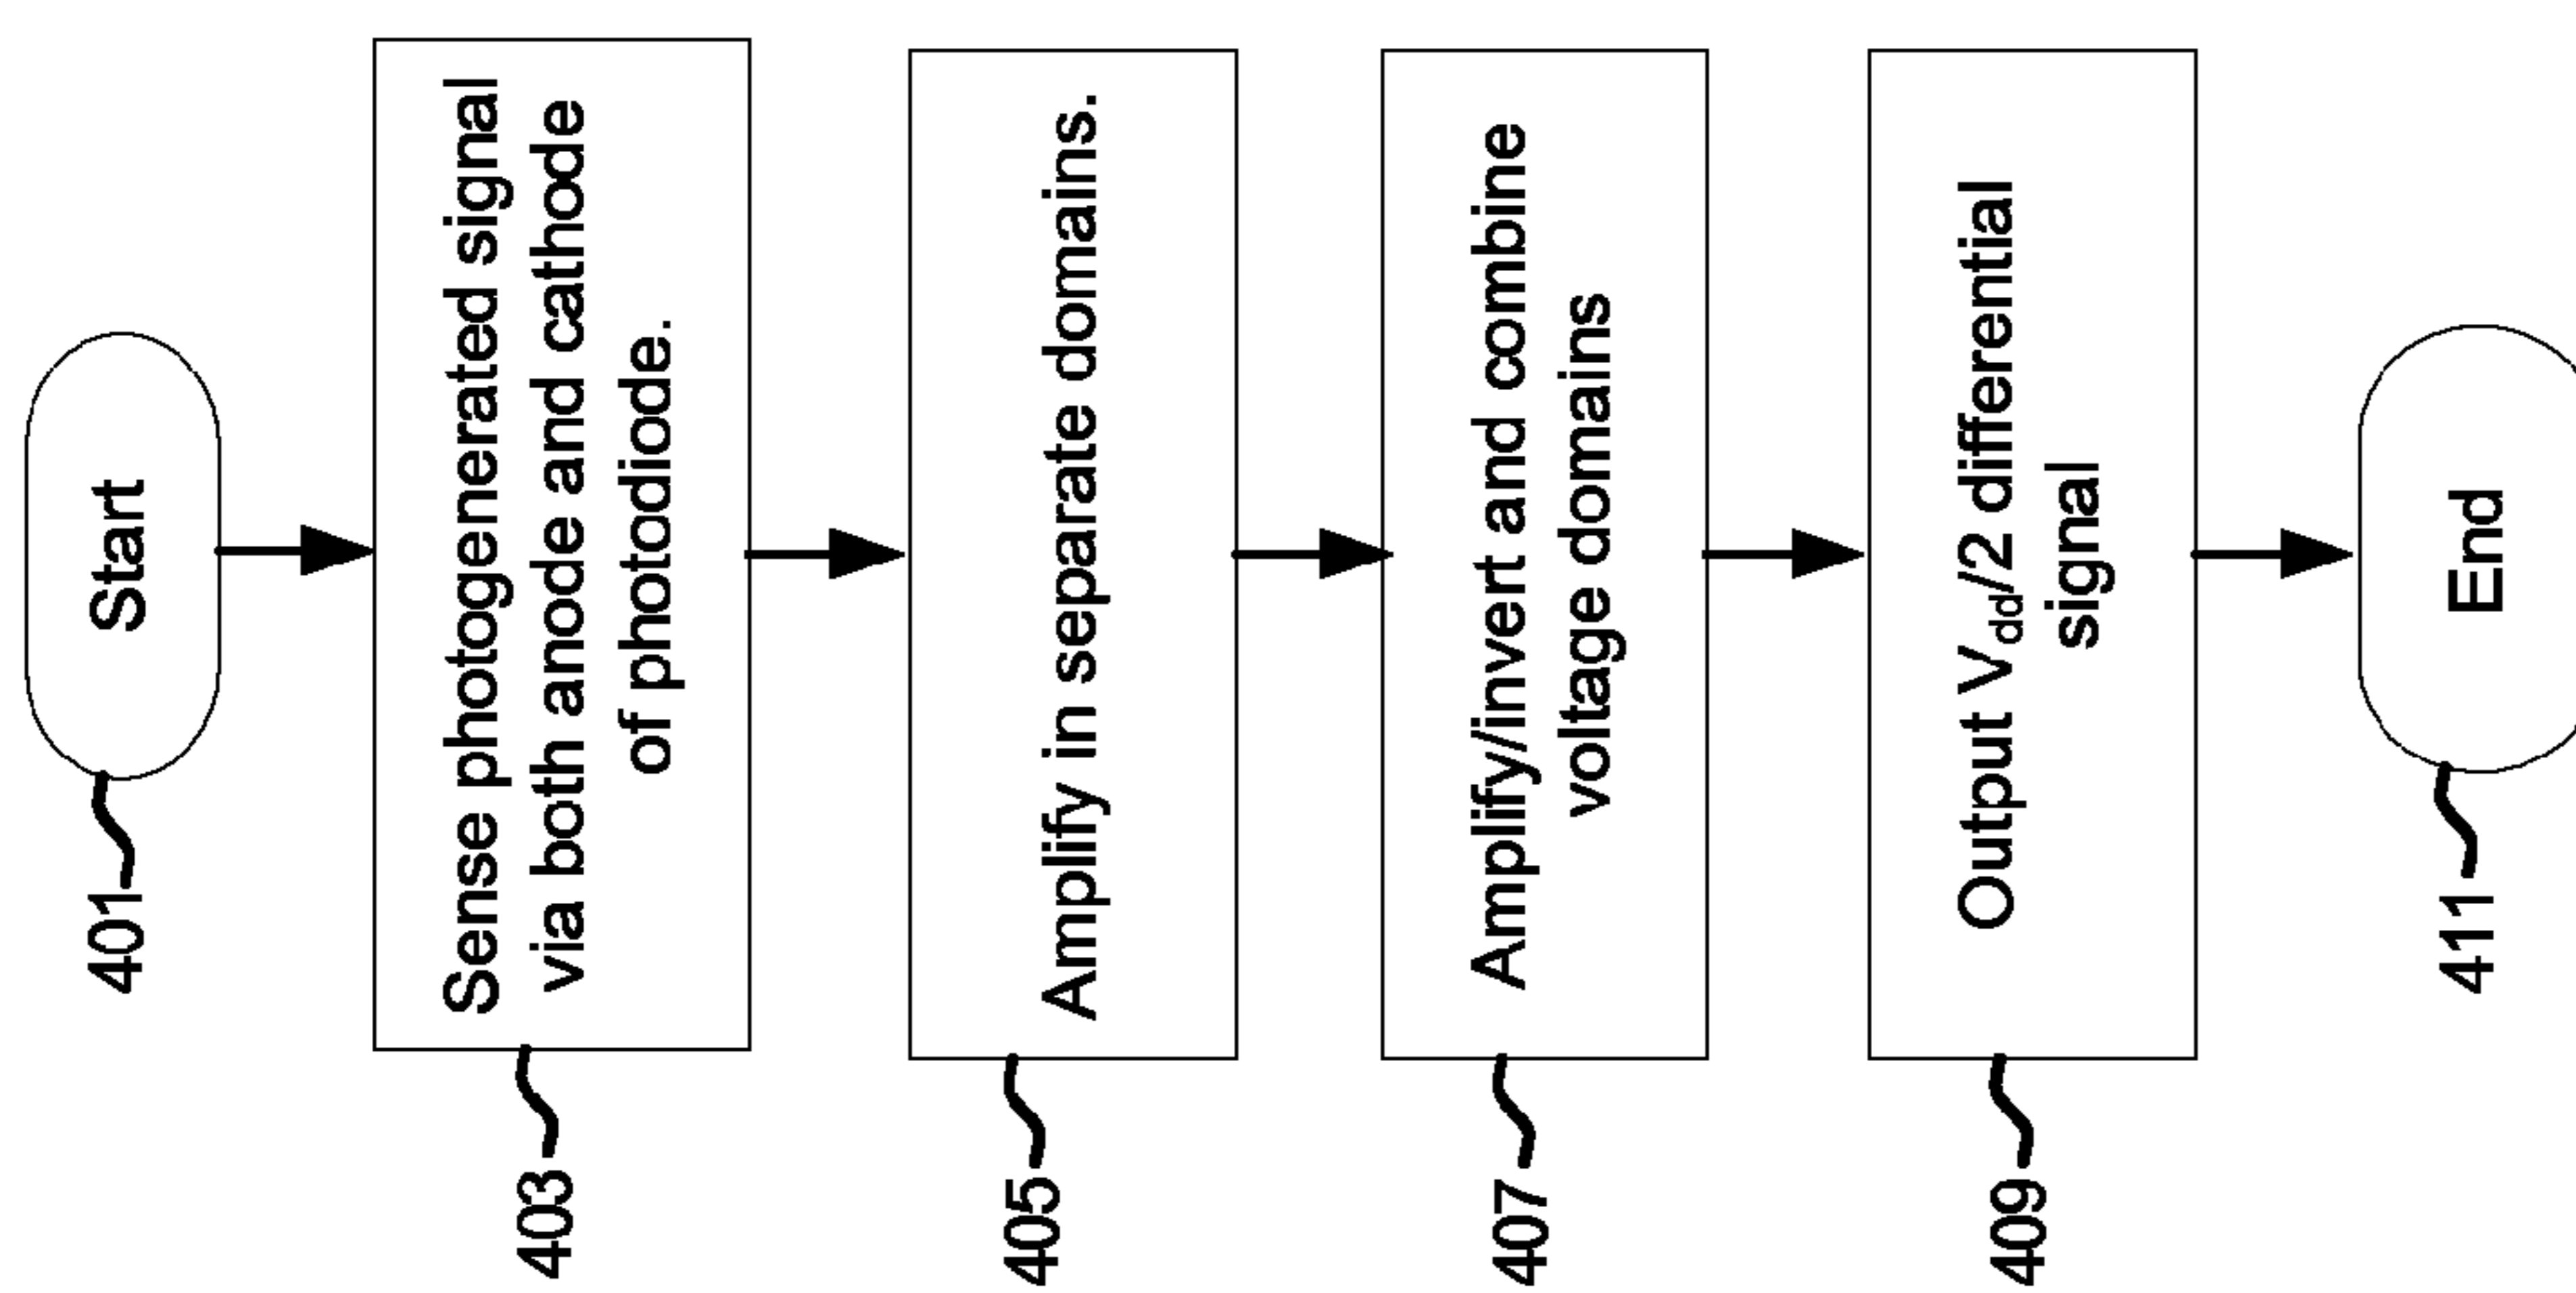 401
Start
403
Sense photogenerated signal
via both anode and cathode
of photodiode.
405
Amplify in separate domains.
407
Amplify/invert and combine
voltage domains
409
Output Vdd/2 differential
signal
411
End